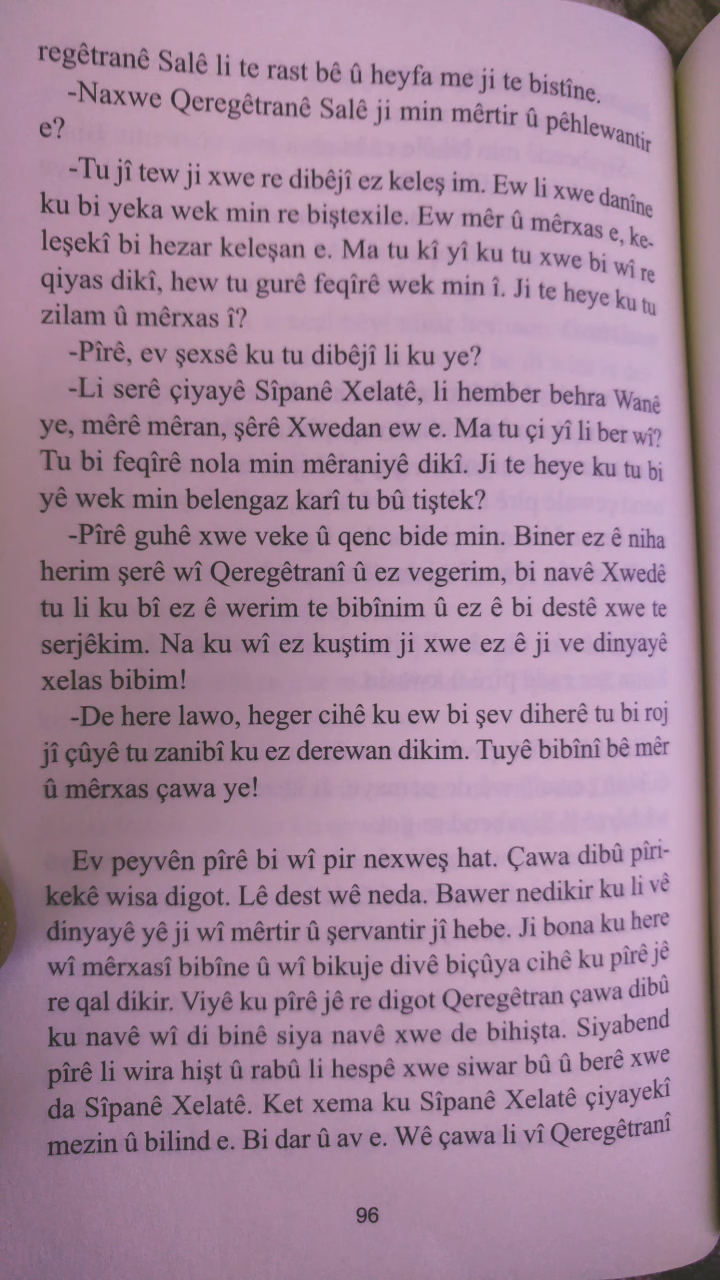 regêtranê Salê li te rast bê û heyfa me ji te bistîne.
-Naxwe Qeregêtranê Salê ji min mêrtir û pêhlewantir
e?
-Tu jî tew ji xwe re dibêjî ez keleş im. Ew li xwe danîne
ku bi yeka wek min re biştexile. Ew mêr û mêrxas e, ke-
leşekî bi hezar keleşan e. Ma tu kî yî ku tu xwe bi wî re
qiyas dikî, hew tu gurê feqîrê wek min î. Ji te heye ku tu
zilam û mêrxas î?
-Pîrê, ev şexsê ku tu dibêjî li ku ye?
-Li serê çiyayê Sîpanê Xelatê, li hember behra Wanê
ye, mêrê mêran, şêrê Xwedan ew e. Ma tu çi yî li ber wî?
Tu bi feqîrê nola min mêraniyê dikî. Ji te heye ku tu bi
yê wek min belengaz karî tu bû tiştek?
-Pîrê guhê xwe veke û qenc bide min. Biner ez ê niha
herim şerê wî Qeregêtranî û ez vegerim, bi navê Xwedê
tu li ku bî ez ê werim te bibînim û ez ê bi destê xwe te
serjêkim. Na ku wî ez kuştim ji xwe ez ê ji ve dinyayê
xelas bibim!
-De here lawo, heger cihê ku ew bi şev diherê tu bi roj
jî çûyê tu zanibî ku ez derewan dikim. Tuyê bibînî bê mêr
û mêrxas çawa ye!
Ev peyvên pîrê bi wî pir nexweş hat. Çawa dibû pîri-
kekê wisa digot. Lê dest wê neda. Bawer nedikir ku li vê
dinyayê yê ji wî mêrtir û şervantir jî hebe. Ji bona ku here
wî mêrxasî bibîne û wî bikuje divê biçûya cihê ku pîrê jê
re qal dikir. Viyê ku pîrê jê re digot Qeregêtran çawa dibû
ku navê wî di binê siya navê xwe de bihişta. Siyabend
pîrê li wira hişt û rabû li hespê xwe siwar bû û berê xwe
da Sîpanê Xelatê. Ket xema ku Sîpanê Xelatê çiyayekî
mezin û bilind e. Bi dar û av e. Wê çawa li vî Qeregêtranî
96